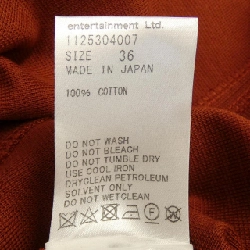 entertainment Ltd.
1125304007
SIZE 36
MADE IN JAPAN
100% COTTON
DO NOT WASH
DO NOT BLEACH
DO NOT TUMBLE DRY
USE COOL IRON
DRYCLEAN PETROLEUM
SOLVENT ONLY
DO NOT WETCLEAN